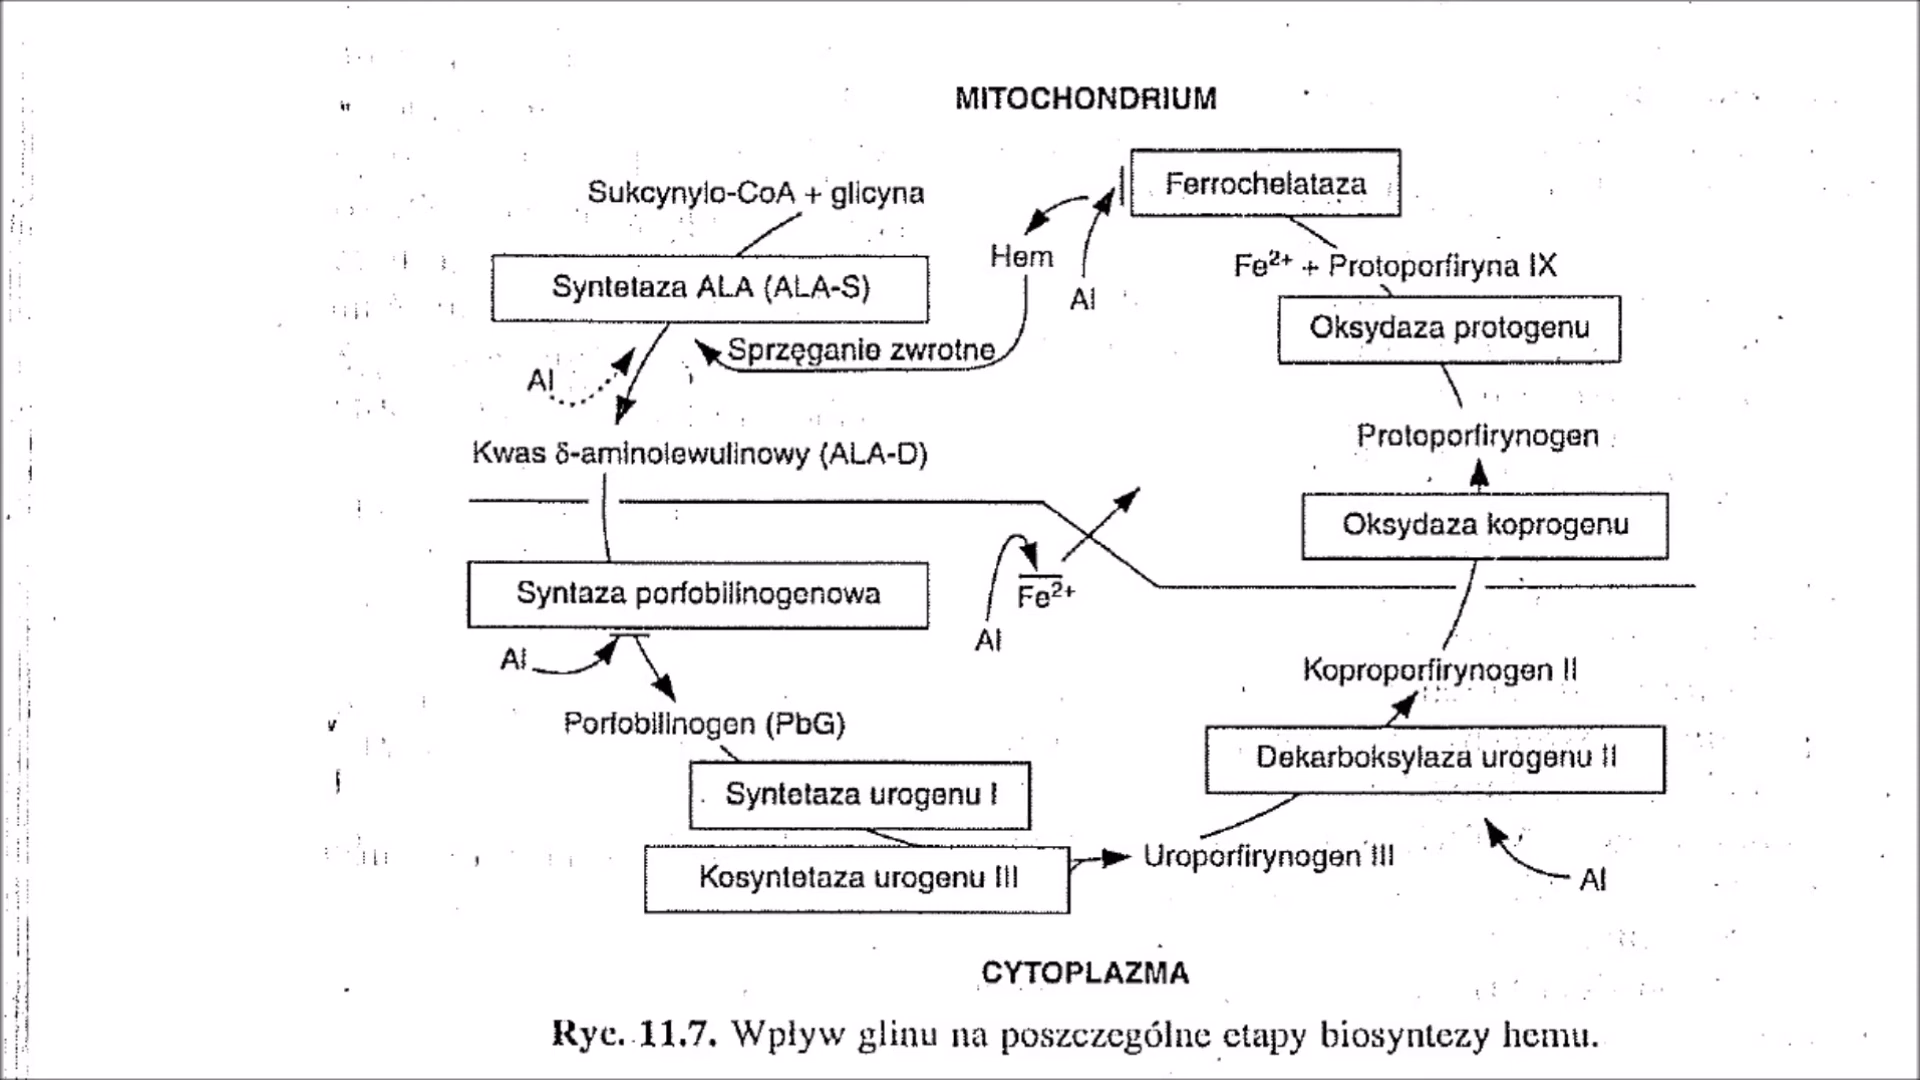 MITOCHONDRIUM
Sukcynylo-CoA + glicyna
Syntetaza ALA (ALA-S)
Al
Sprzęganie zwrotne
Hem
Al
Ferrochelataza
Fe²⁺ + Protoporfiryna IX
Oksydaza protogenu
Protoporfirynogen
Oksydaza koprogenu
Kwas δ-aminolewulinowy (ALA-D)
Syntaza porfobilinogenowa
Al
Fe²⁺
Al
Porfobilinogen (PbG)
Syntetaza urogenu I
Kosyntetaza urogenu III
Uroporfirynogen III
Koproporfirynogen II
Dekarboksylaza urogenu II
Al
CYTOPLAZMA
Ryc. 11.7. Wpływ glinu na poszczególne etapy biosyntezy hemu.